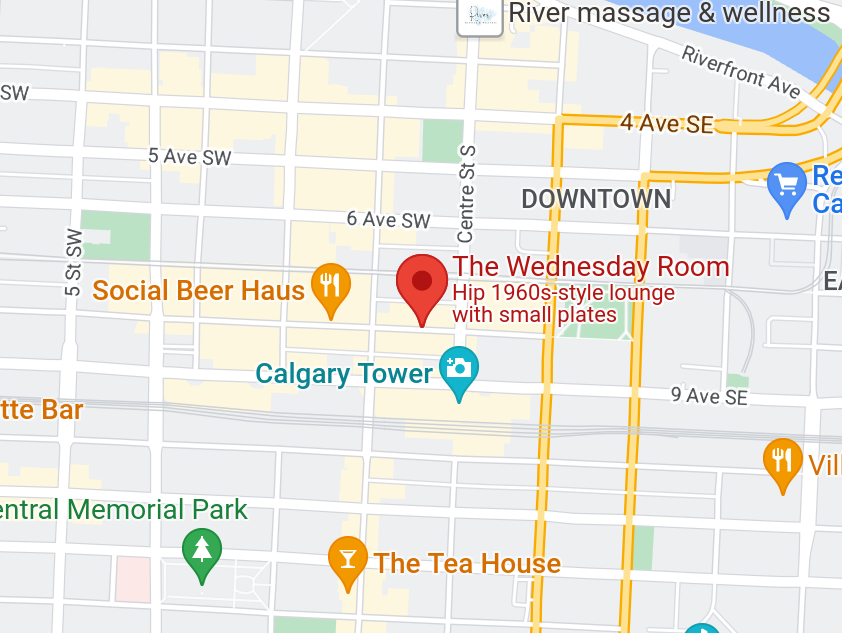 River massage & wellness
Riverfront Ave
SW
4 Ave SE
5 Ave SW
Centre St S
Re
Ca
DOWNTOWN
6 Ave SW
5 St SW
The Wednesday Room
Hip 1960s-style lounge
with small plates
EA
Social Beer Haus
Calgary Tower
9 Ave SE
tte Bar
Vill
entral Memorial Park
The Tea House